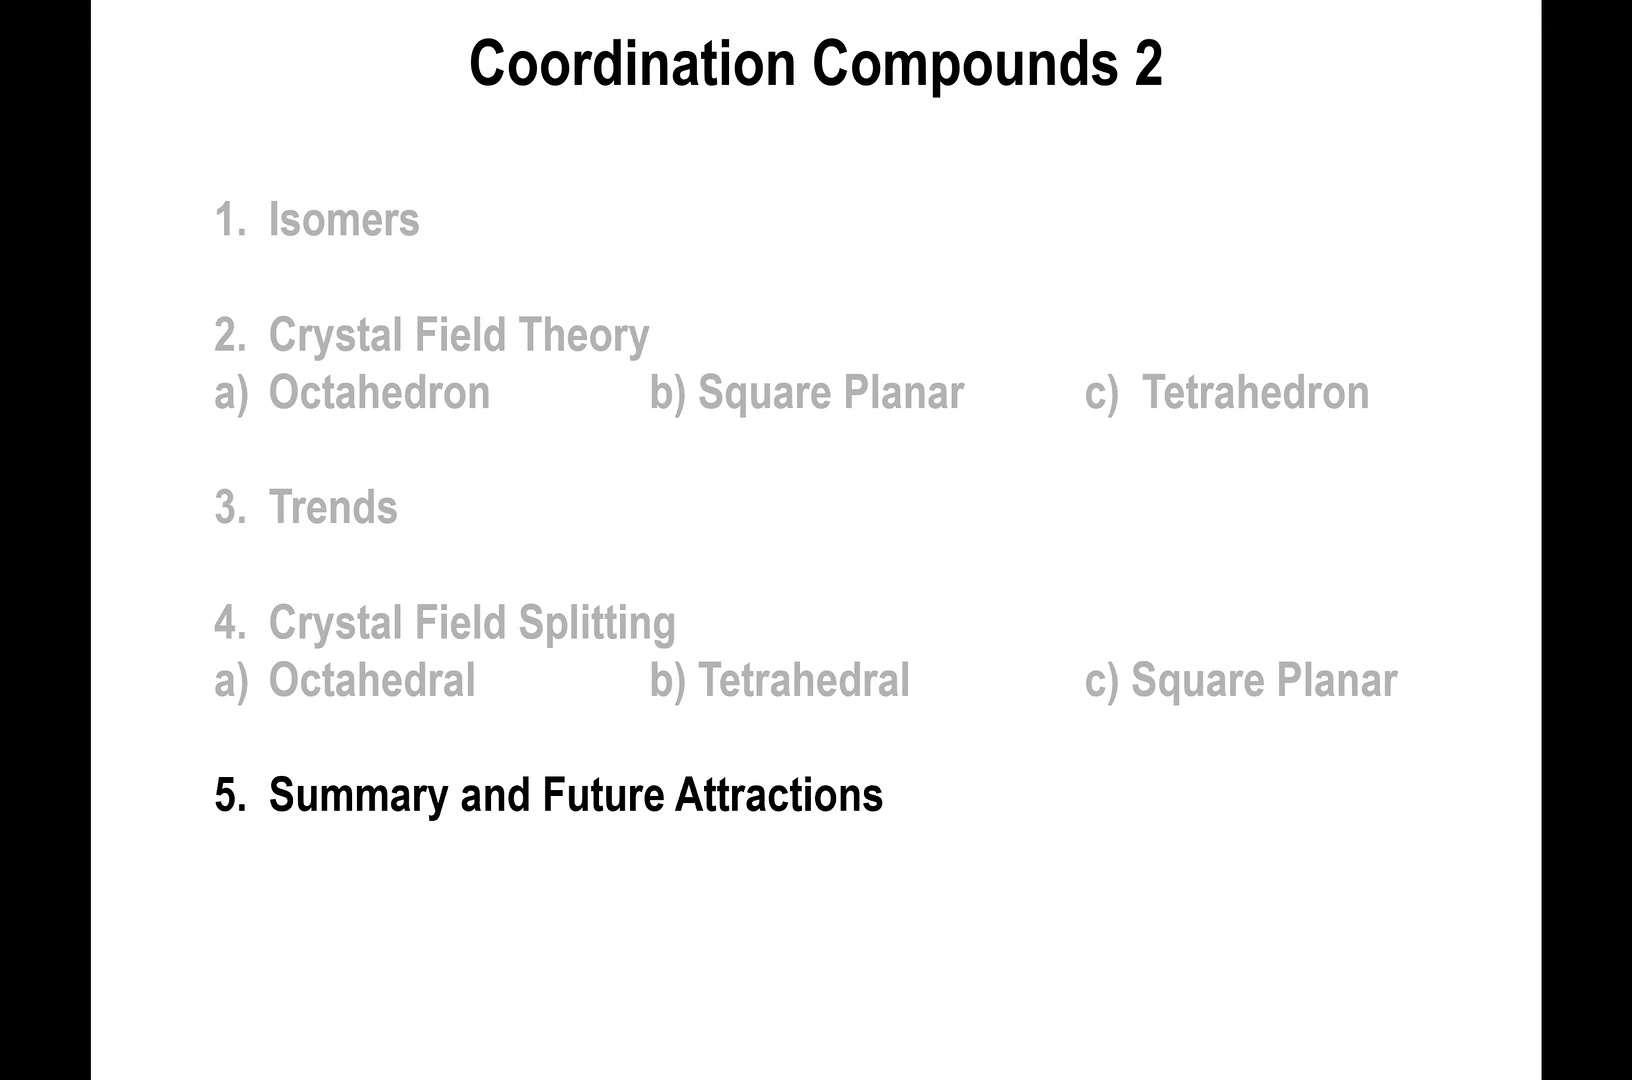 Coordination Compounds 2
1. Isomers
2. Crystal Field Theory
a) Octahedron b) Square Planar c) Tetrahedron
3. Trends
4. Crystal Field Splitting
a) Octahedral b) Tetrahedral c) Square Planar
5. Summary and Future Attractions